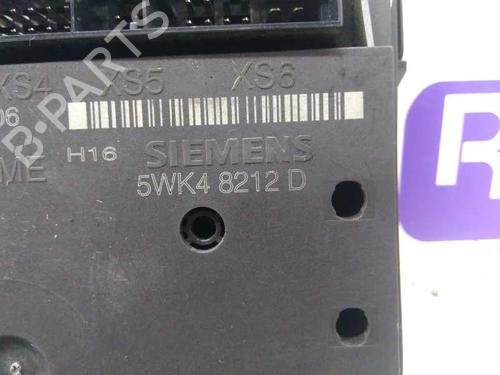 XS4 XS5 XS6
06
H16 SIEMENS
ME
5WK4 8212 D
B-PARTS
R